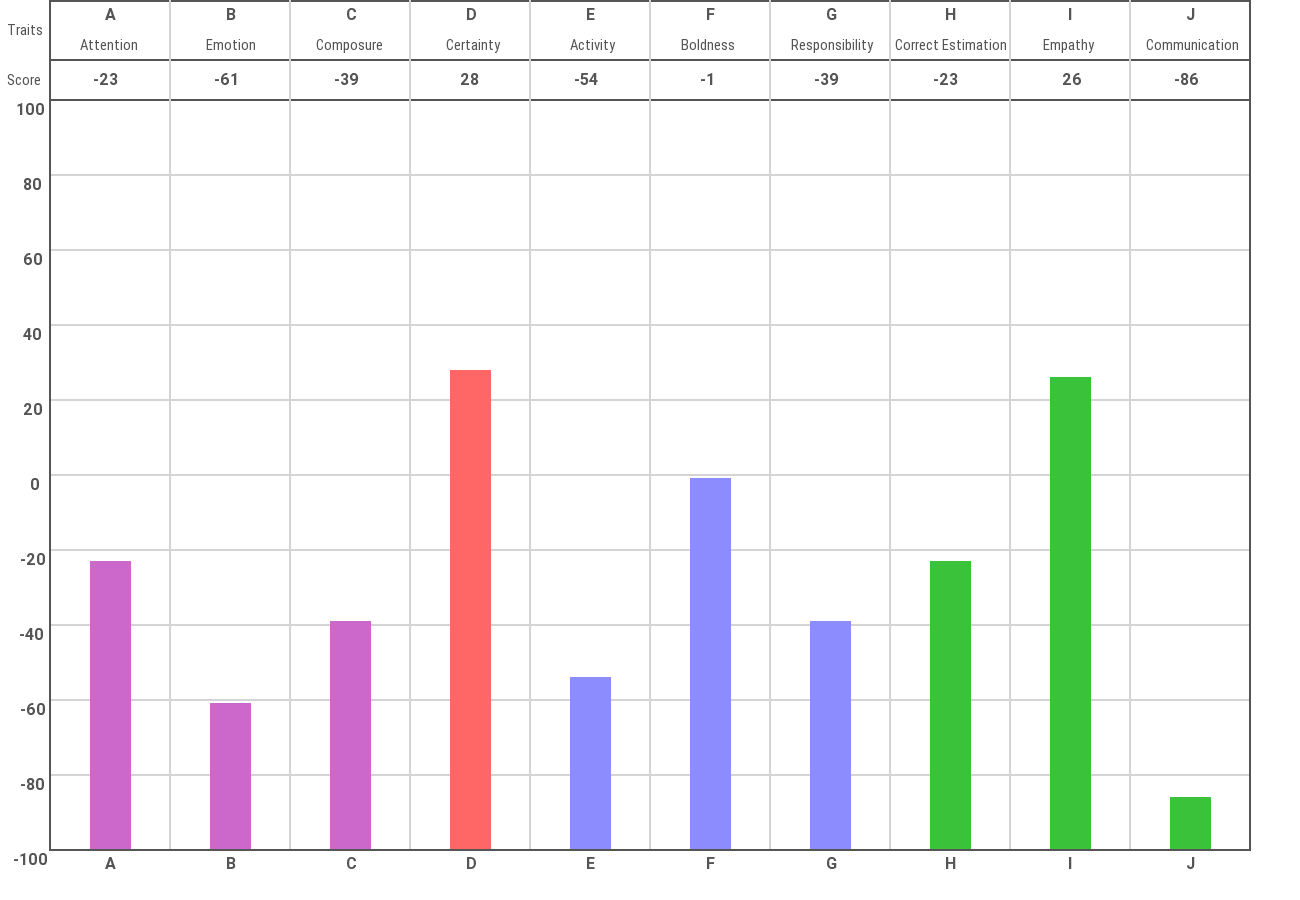 A B C D E F G H I J
Traits
Attention Emotion Composure Certainty Activity Boldness Responsibility Correct Estimation Empathy Communication
Score -23 -61 -39 28 -54 -1 -39 -23 26 -86
100
80
60
40
20
0
-20
-40
-60
-80
-100
A B C D E F G H I J